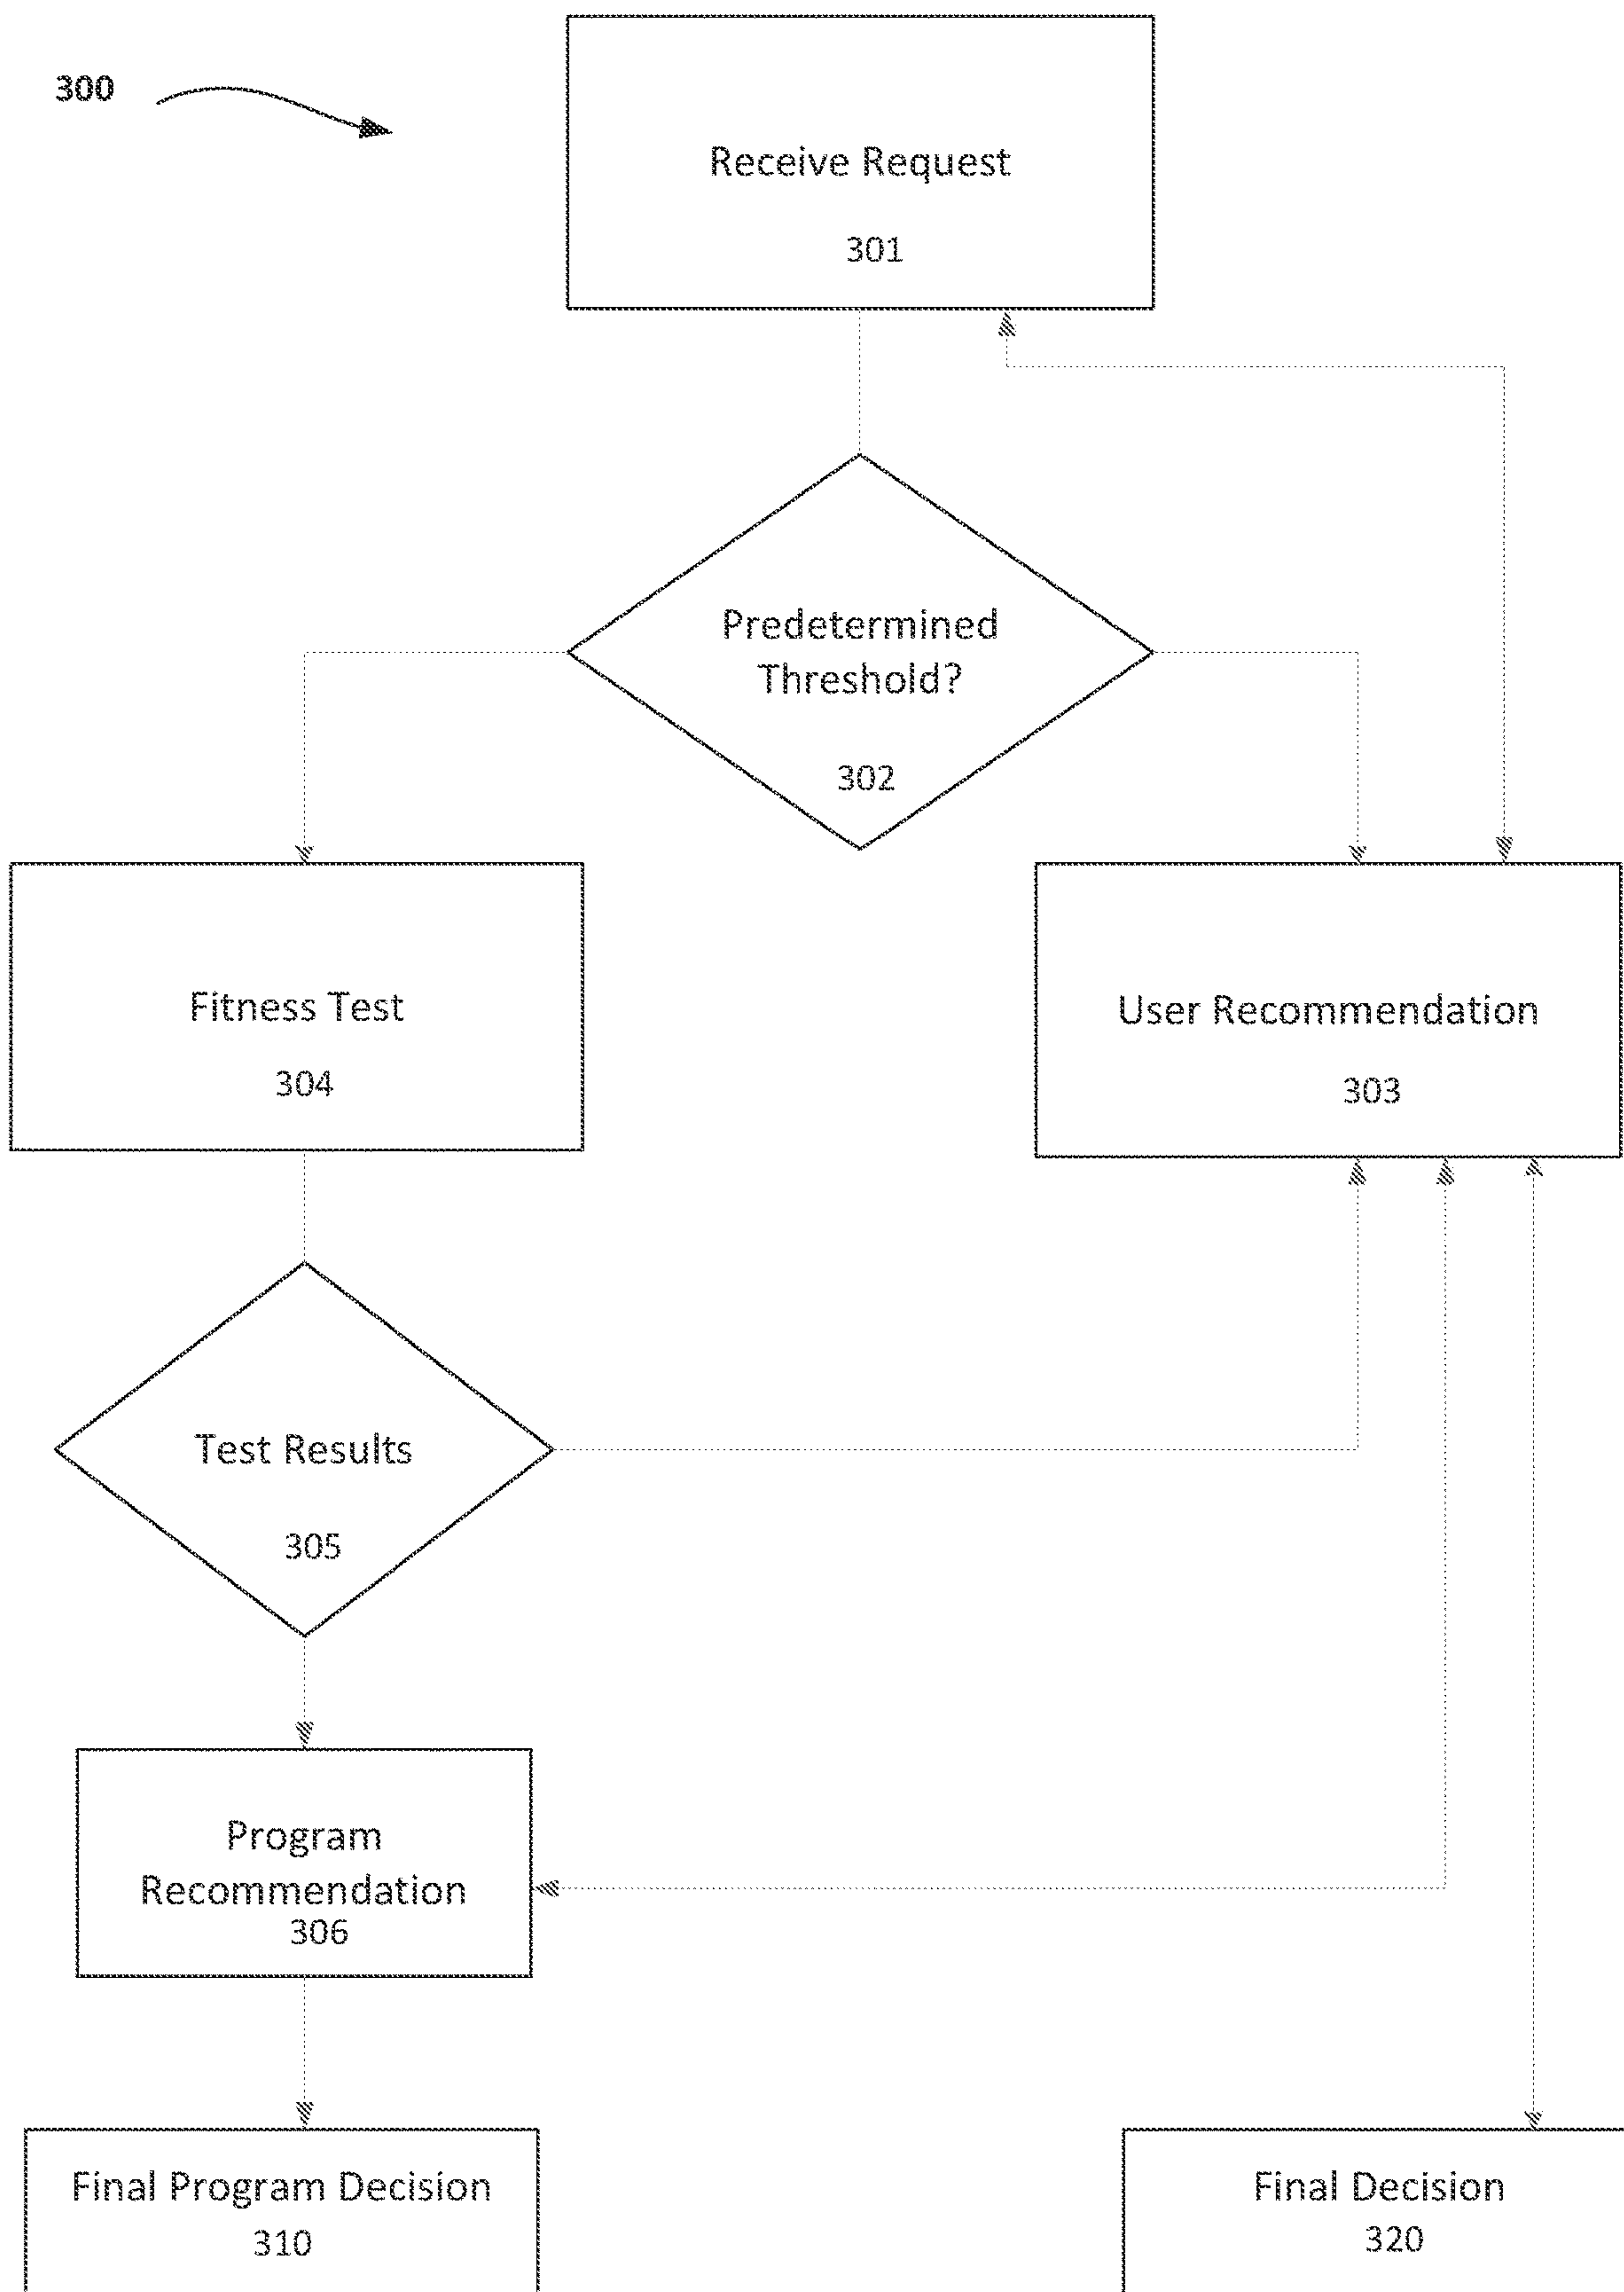 300
Receive Request
301
Predetermined
Threshold?
302
Fitness Test
304
User Recommendation
303
Test Results
305
Program
Recommendation
306
Final Program Decision
310
Final Decision
320